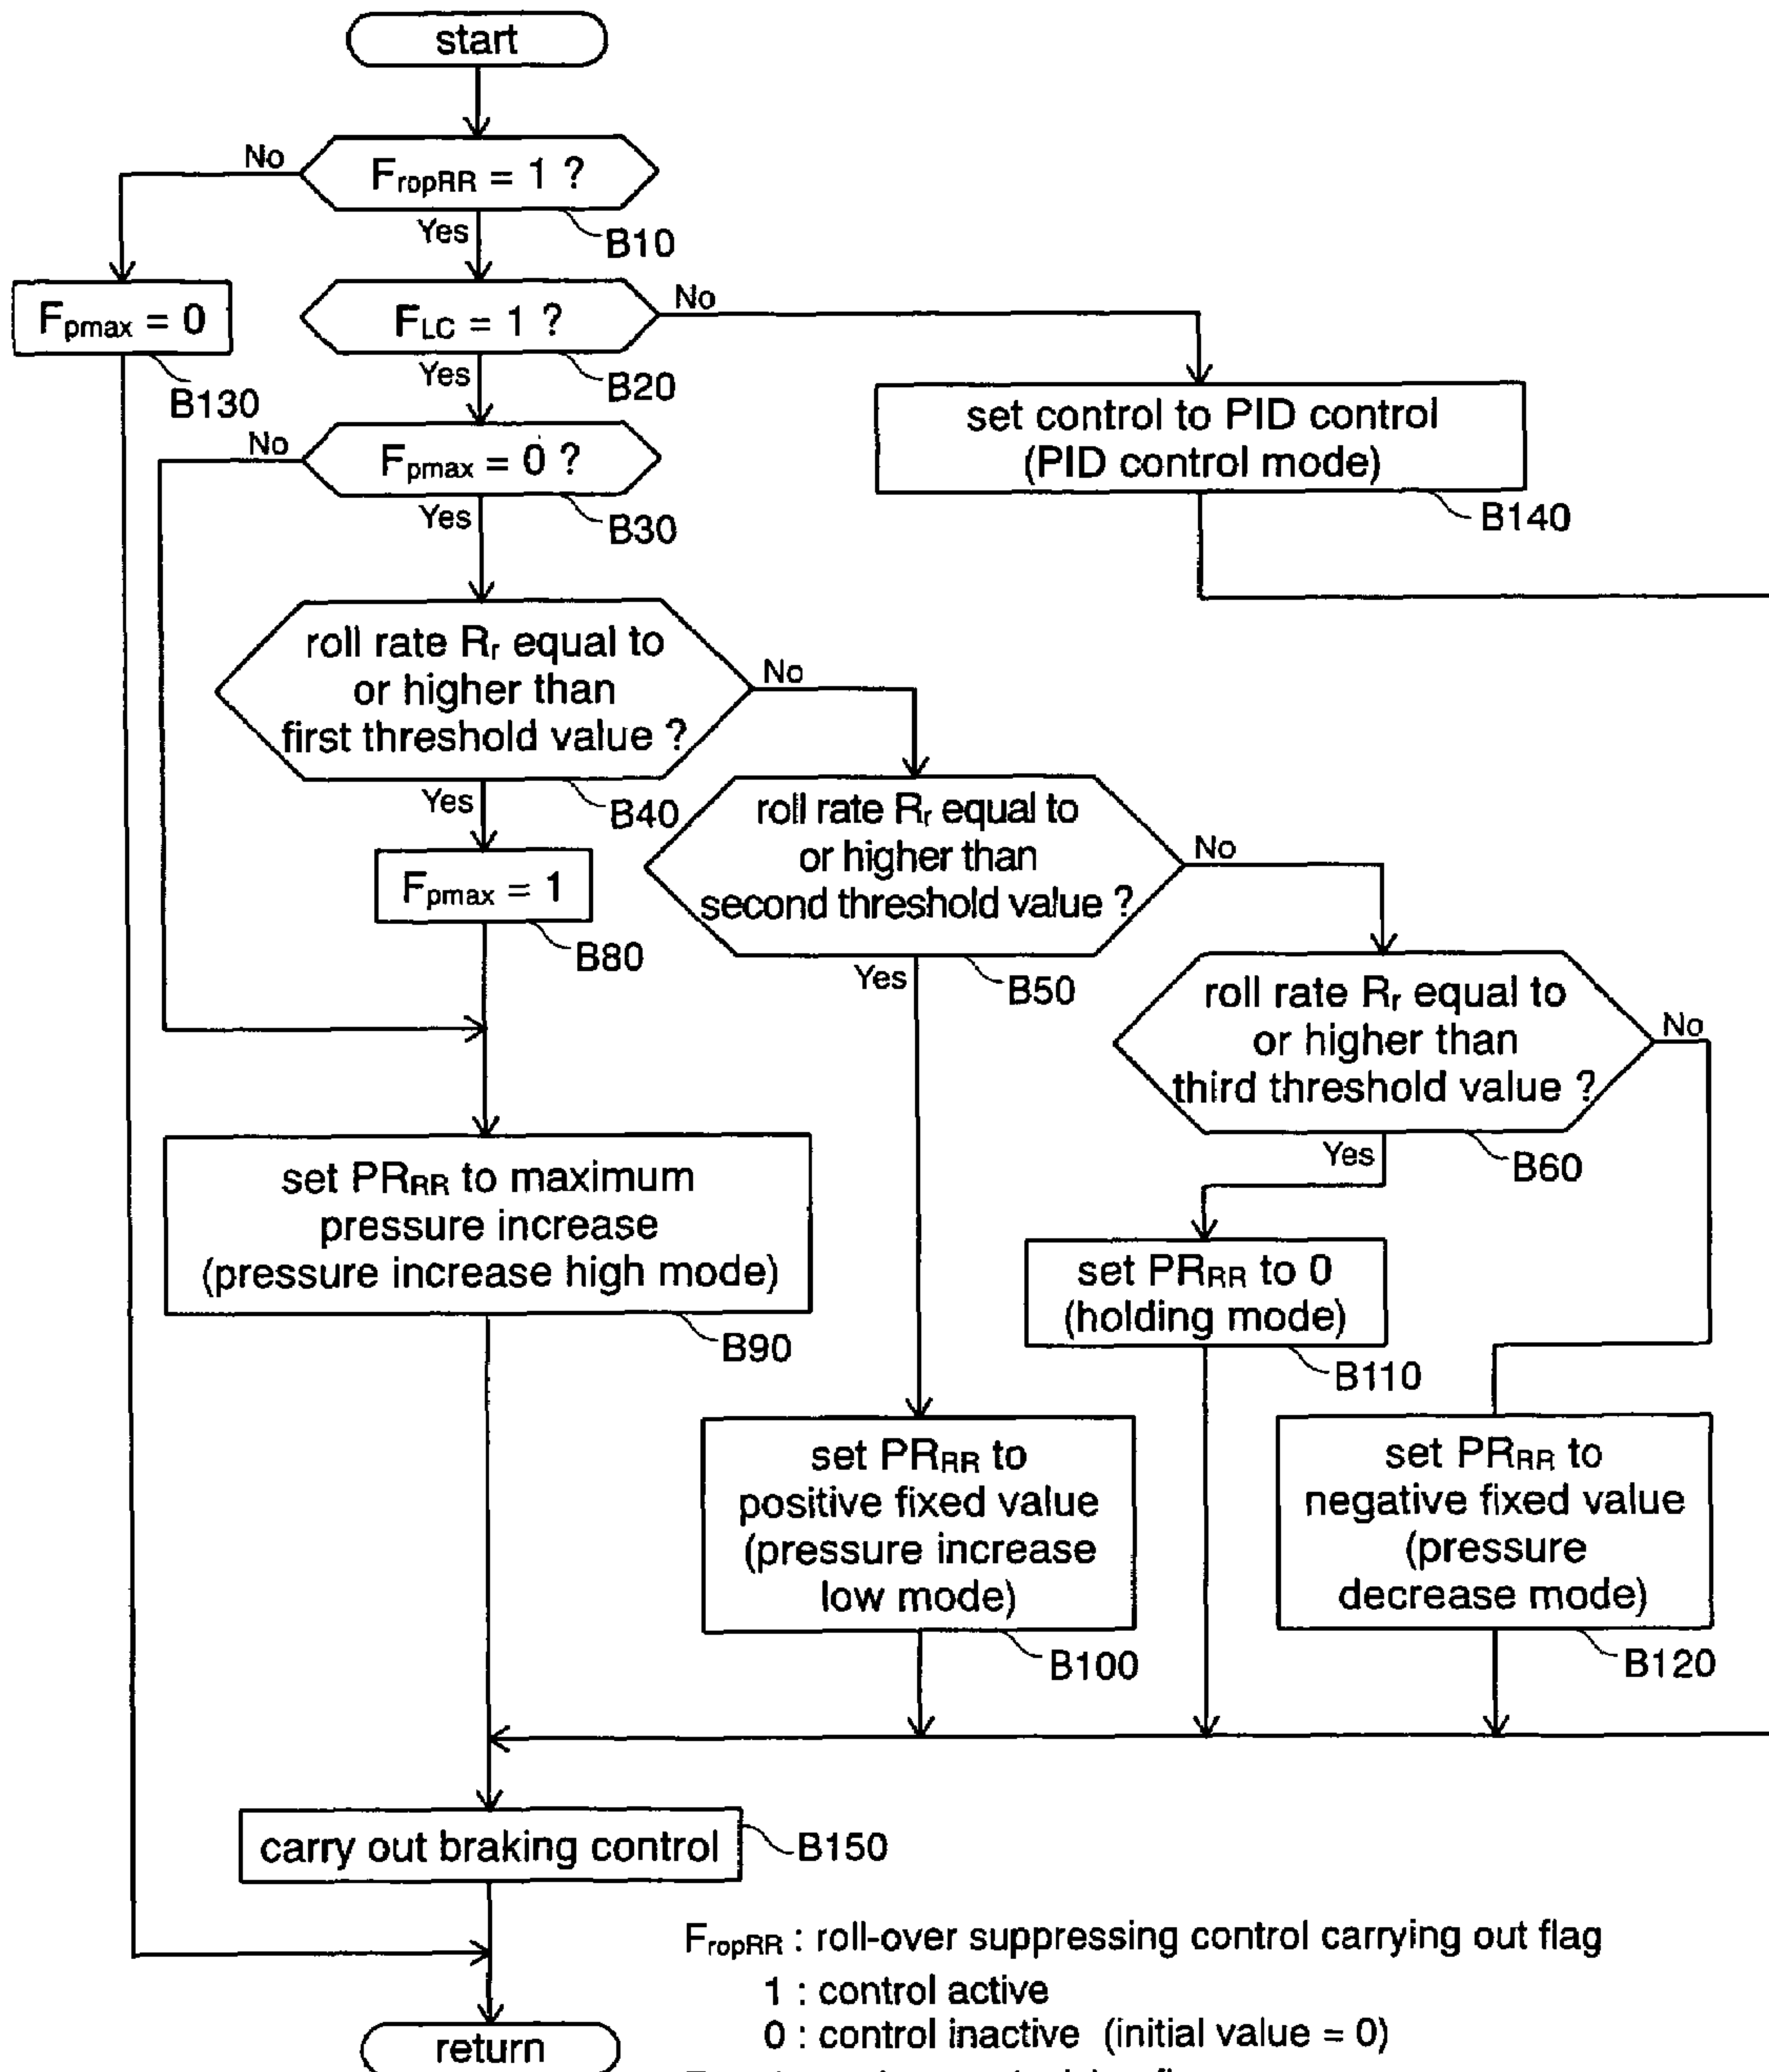 start
No
FropRR = 1 ?
Yes
B10
Fpmax = 0
B130
FLC = 1 ?
No
Yes
B20
set control to PID control
(PID control mode)
B140
No
Fpmax = 0 ?
Yes
B30
roll rate Rr equal to
or higher than
first threshold value ?
No
Yes
B40
roll rate Rr equal to
or higher than
second threshold value ?
No
Yes
B50
Fpmax = 1
B80
roll rate Rr equal to
or higher than
third threshold value ?
No
Yes
B60
set PRRR to maximum
pressure increase
(pressure increase high mode)
B90
set PRRR to 0
(holding mode)
B110
set PRRR to
positive fixed value
(pressure increase
low mode)
B100
set PRRR to
negative fixed value
(pressure
decrease mode)
B120
carry out braking control
B150
FropRR : roll-over suppressing control carrying out flag
1 : control active
0 : control inactive (initial value = 0)
return